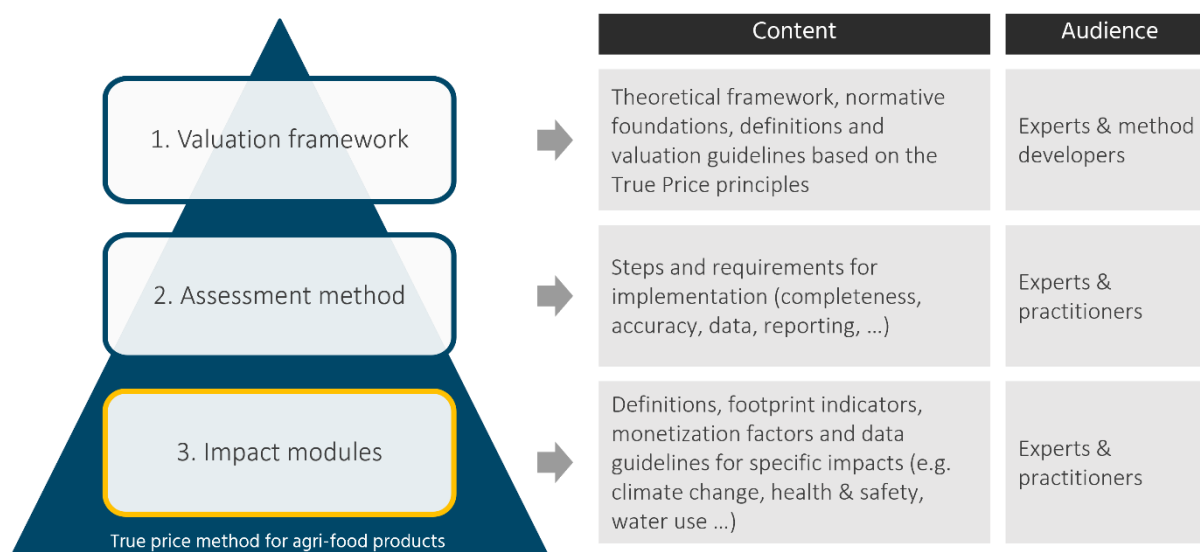 Content
Audience
1. Valuation framework
Theoretical framework, normative
foundations, definitions and
valuation guidelines based on the
True Price principles
Experts & method
developers
2. Assessment method
Steps and requirements for
implementation (completeness,
accuracy, data, reporting, ...)
Experts &
practitioners
3. Impact modules
Definitions, footprint indicators,
monetization factors and data
guidelines for specific impacts (e.g.
climate change, health & safety,
water use ...)
Experts &
practitioners
True price method for agri-food products